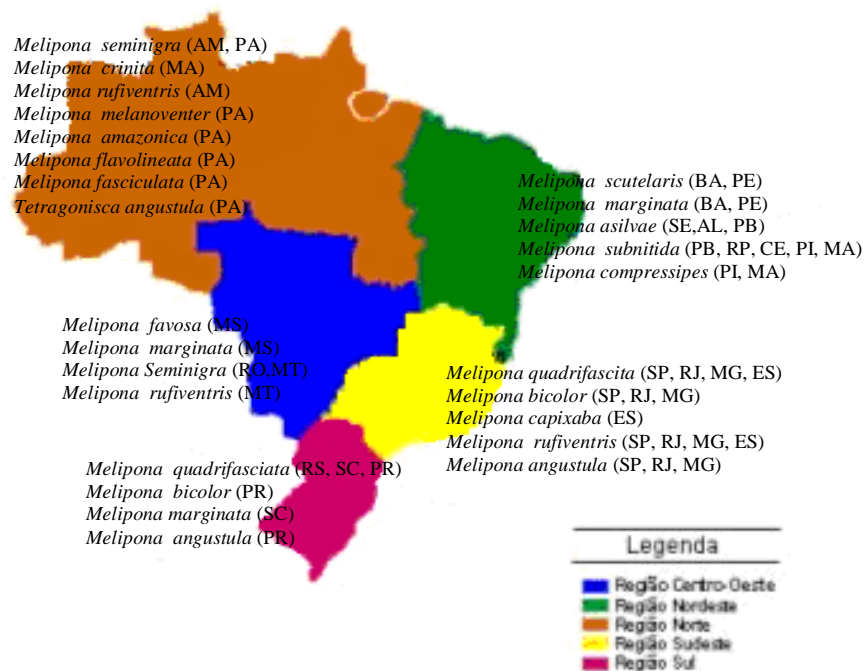 Melipona seminigra (AM, PA)
Melipona crinita (MA)
Melipona rufiventris (AM)
Melipona melanoventer (PA)
Melipona amazonica (PA)
Melipona flavolineata (PA)
Melipona fasciculata (PA)
Tetragonisca angustula (PA)
Melipona scutelaris (BA, PE)
Melipona marginata (BA, PE)
Melipona asilvae (SE,AL, PB)
Melipona subnitida (PB, RP, CE, PI, MA)
Melipona compressipes (PI, MA)
Melipona favosa (MS)
Melipona marginata (MS)
Melipona Seminigra (RO,MT)
Melipona rufiventris (MT)
Melipona quadrifascita (SP, RJ, MG, ES)
Melipona bicolor (SP, RJ, MG)
Melipona capixaba (ES)
Melipona rufiventris (SP, RJ, MG, ES)
Melipona angustula (SP, RJ, MG)
Melipona quadrifasciata (RS, SC, PR)
Melipona bicolor (PR)
Melipona marginata (SC)
Melipona angustula (PR)
Legenda
Região Centro-Oeste
Região Nordeste
Região Norte
Região Sudeste
Região Sul